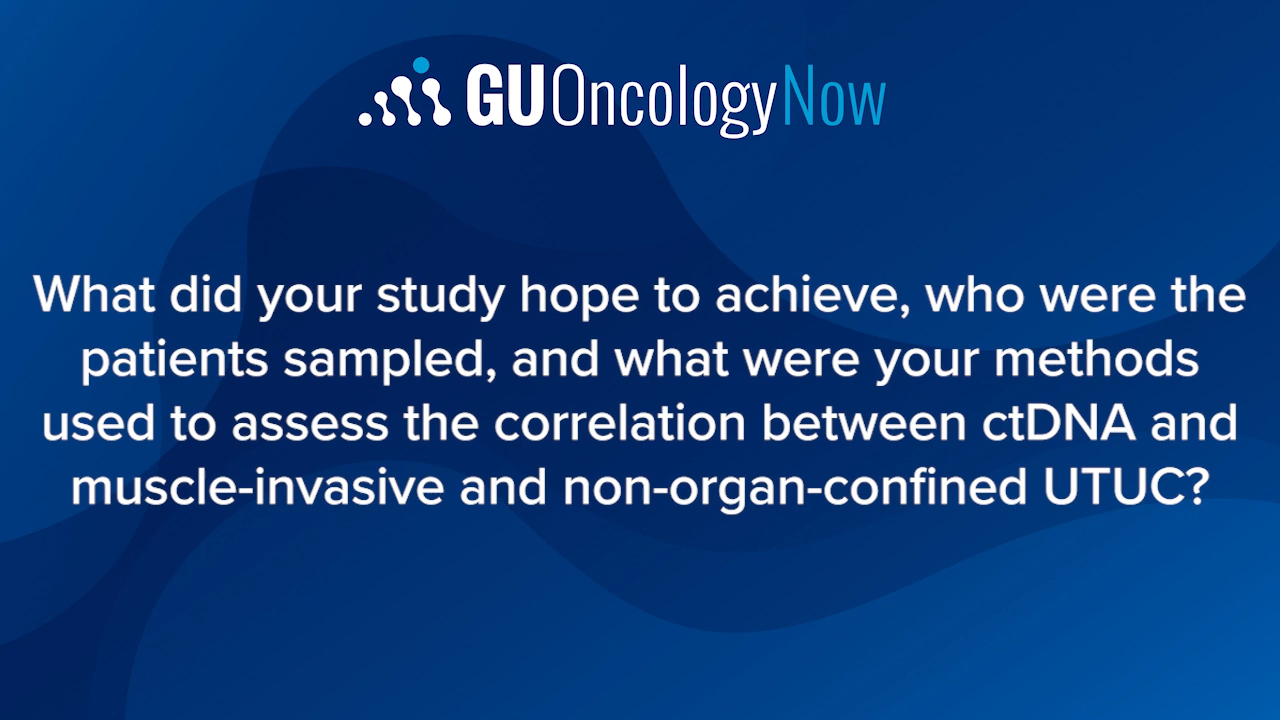 GUOncologyNow
What did your study hope to achieve, who were the
patients sampled, and what were your methods
used to assess the correlation between ctDNA and
muscle-invasive and non-organ-confined UTUC?